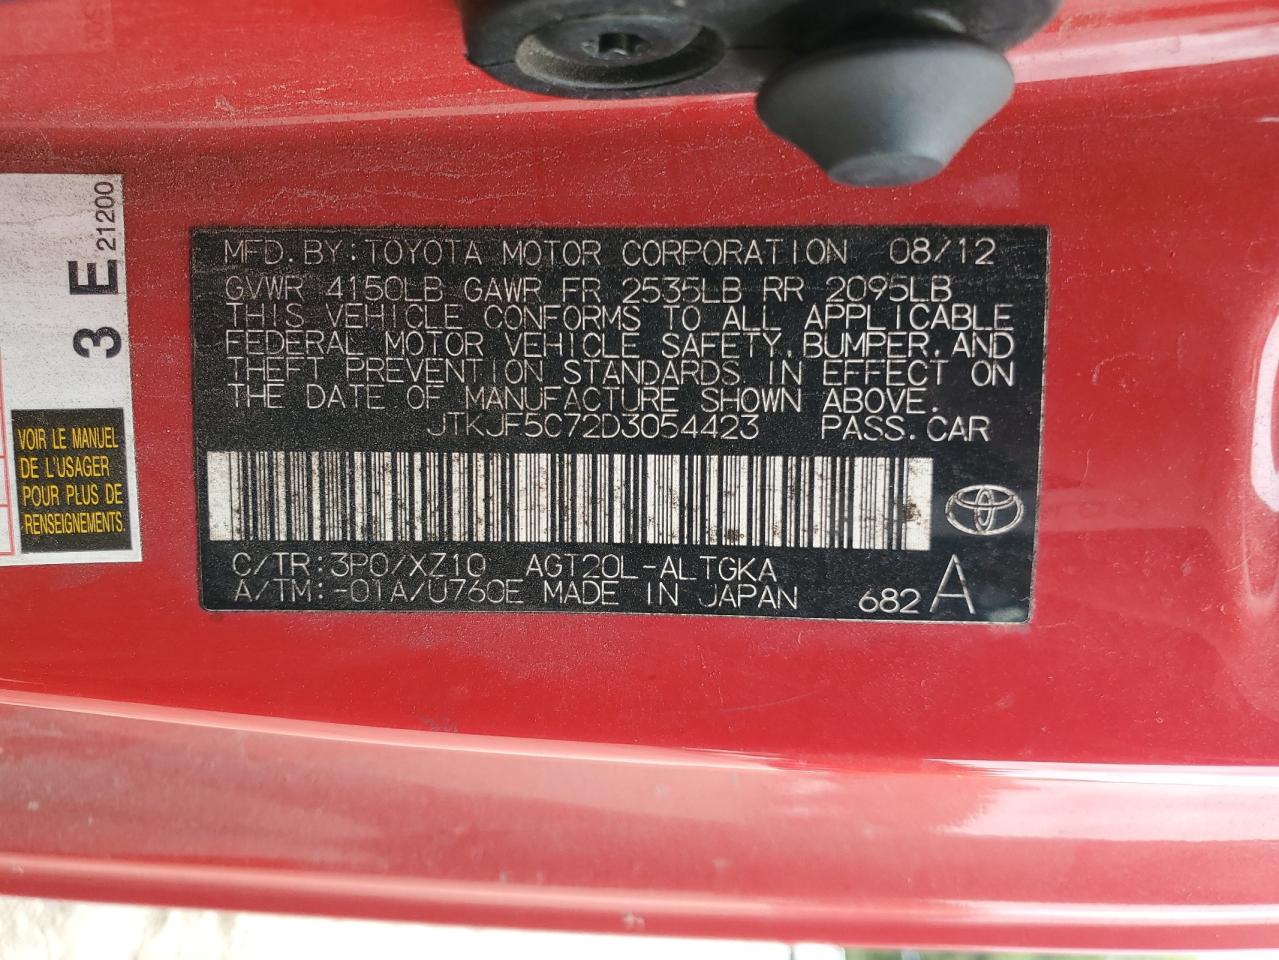 3 E 21200
VOIR LE MANUEL
DE L'USAGER
POUR PLUS DE
RENSEIGNEMENTS
MFD. BY: TOYOTA MOTOR CORPORATION 08/12
GVWR 4150LB GAWR FR 2535LB RR 2095LB
THIS VEHICLE CONFORMS TO ALL APPLICABLE
FEDERAL MOTOR VEHICLE SAFETY, BUMPER, AND
THEFT PREVENTION STANDARDS IN EFFECT ON
THE DATE OF MANUFACTURE SHOWN ABOVE.
JTKJF5C72D3054423 PASS. CAR
C/TR: 3P0/XZ10 AGT20L-ALTGKA
A/TM: -01A/U760E MADE IN JAPAN 682 A